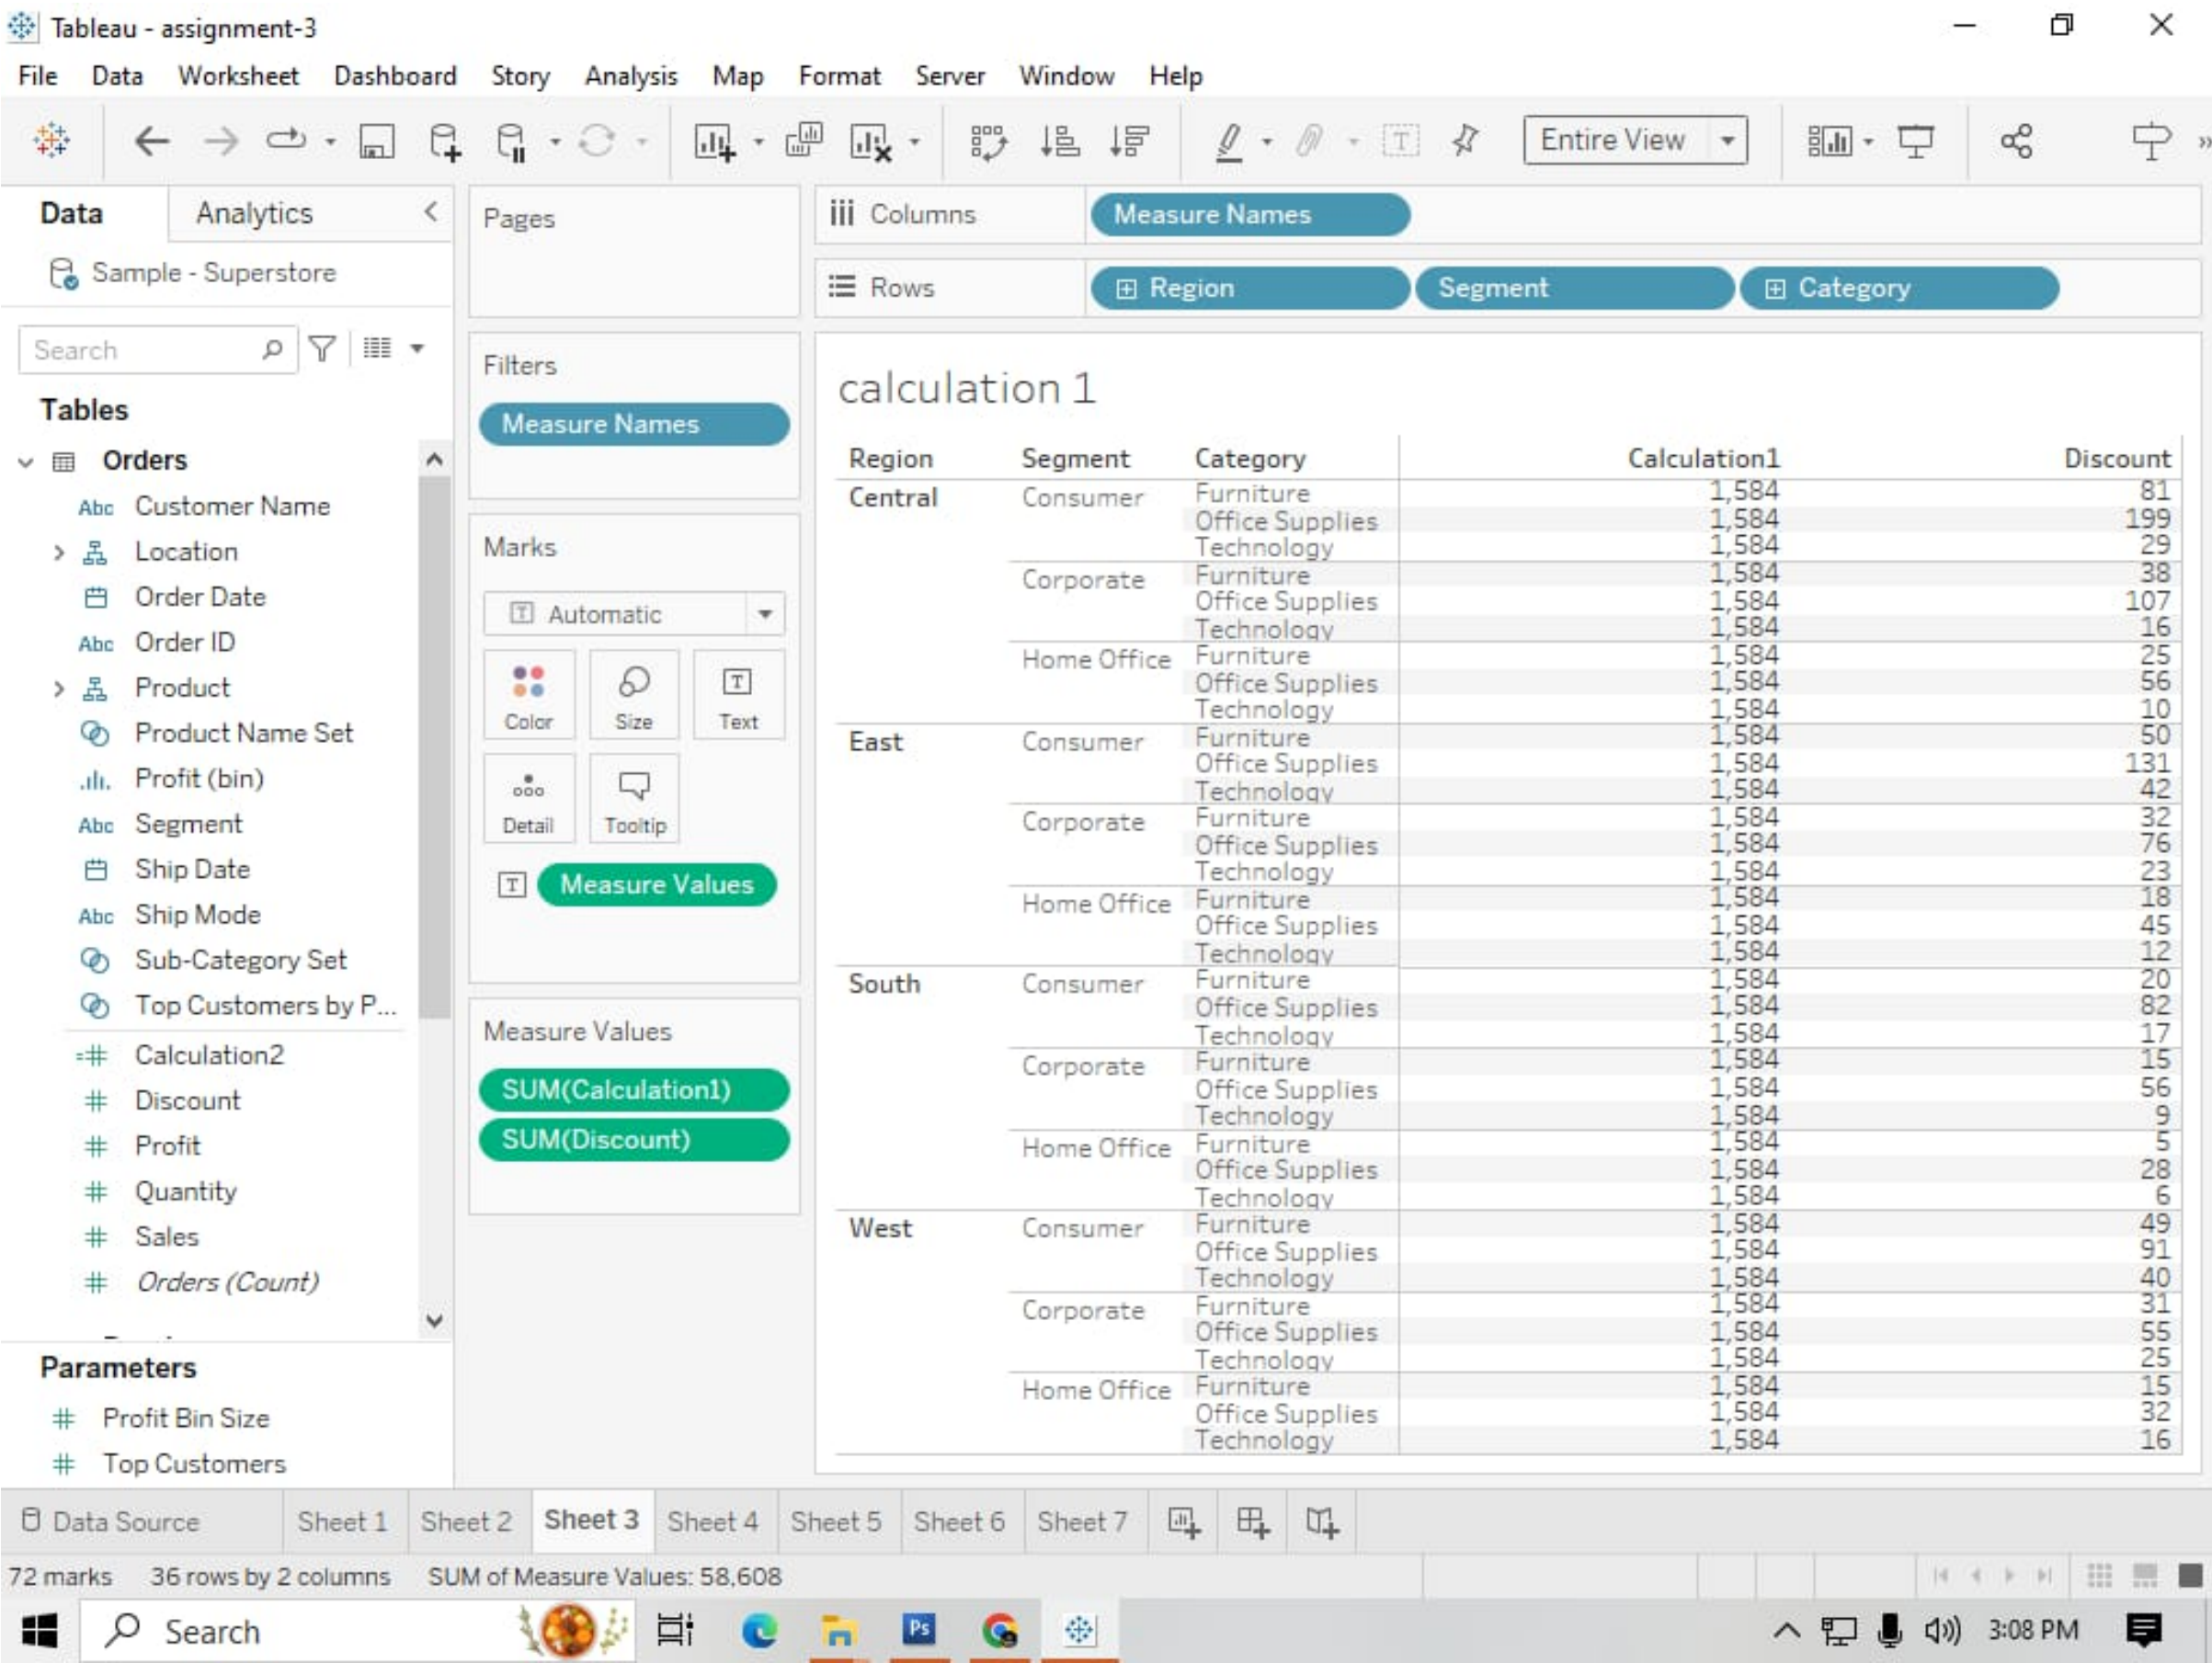 Tableau - assignment-3
File Data Worksheet Dashboard Story Analysis Map Format Server Window Help
Entire View
Data Analytics
Sample - Superstore
Search
Tables
Orders
Abc Customer Name
Location
Order Date
Abc Order ID
Product
Product Name Set
Profit (bin)
Abc Segment
Ship Date
Abc Ship Mode
Sub-Category Set
Top Customers by P...
=# Calculation2
# Discount
# Profit
# Quantity
# Sales
# Orders (Count)
Parameters
# Profit Bin Size
# Top Customers
Pages
Filters
Measure Names
Marks
T Automatic
Color Size T Text
Detail Tooltip
T Measure Values
Measure Values
SUM(Calculation1)
SUM(Discount)
Columns Measure Names
Rows Region Segment Category
calculation 1
Region Segment Category Calculation1 Discount
Central Consumer Furniture 1,584 81
Office Supplies 1,584 199
Technology 1,584 29
Corporate Furniture 1,584 38
Office Supplies 1,584 107
Technology 1,584 16
Home Office Furniture 1,584 25
Office Supplies 1,584 56
Technology 1,584 10
East Consumer Furniture 1,584 50
Office Supplies 1,584 131
Technology 1,584 42
Corporate Furniture 1,584 32
Office Supplies 1,584 76
Technology 1,584 23
Home Office Furniture 1,584 18
Office Supplies 1,584 45
Technology 1,584 12
South Consumer Furniture 1,584 20
Office Supplies 1,584 82
Technology 1,584 17
Corporate Furniture 1,584 15
Office Supplies 1,584 56
Technology 1,584 9
Home Office Furniture 1,584 5
Office Supplies 1,584 28
Technology 1,584 6
West Consumer Furniture 1,584 49
Office Supplies 1,584 91
Technology 1,584 40
Corporate Furniture 1,584 31
Office Supplies 1,584 55
Technology 1,584 25
Home Office Furniture 1,584 15
Office Supplies 1,584 32
Technology 1,584 16
Data Source Sheet 1 Sheet 2 Sheet 3 Sheet 4 Sheet 5 Sheet 6 Sheet 7
72 marks 36 rows by 2 columns SUM of Measure Values: 58,608
Search Ps 3:08 PM